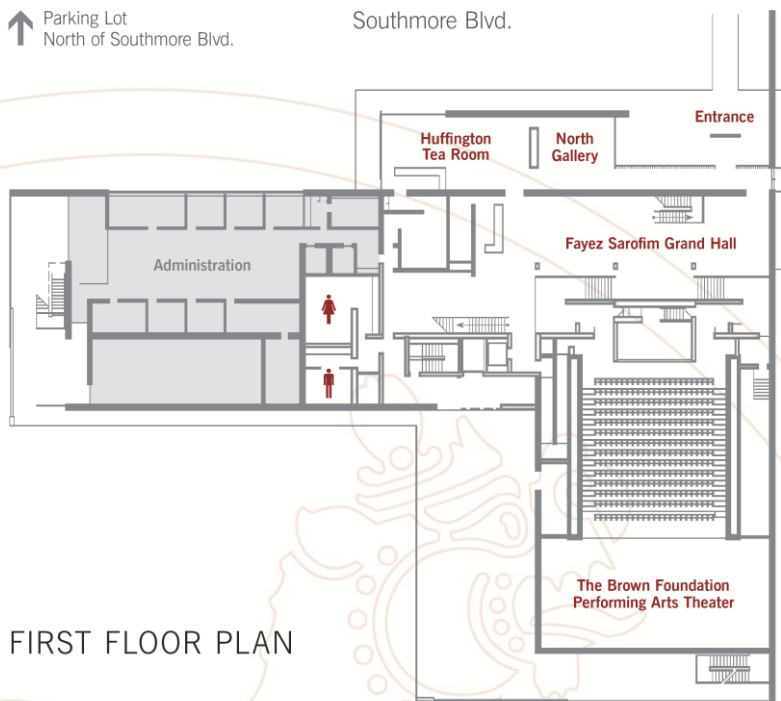 Parking Lot
North of Southmore Blvd.
Southmore Blvd.
Entrance
Huffington
Tea Room
North
Gallery
Fayez Sarofim Grand Hall
Administration
The Brown Foundation
Performing Arts Theater
FIRST FLOOR PLAN